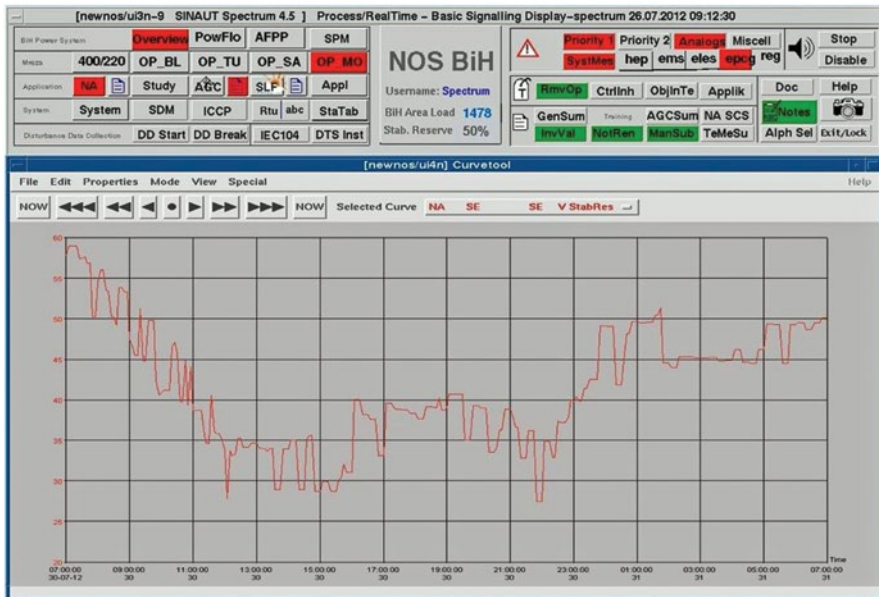 [newnos/ui3n-9 SINAUT Spectrum 4.5 ] Process/RealTime - Basic Signalling Display-spectrum 26.07.2012 09:12:30
BiH Power System Overview PowFlo AFPP SPM
Mreza 400/220 OP_BL OP_TU OP_SA OP_MO
Application NA Study AGC SLF Appl
System System SDM ICCP Rtu abc StaTab
Disturbance Data Collection DD Start DD Break IEC104 DTS Inst
NOS BiH
Username: Spectrum
BiH Area Load 1478
Stab. Reserve 50%
Priority 1 Priority 2 Analogs Miscell Stop
SystMes hep ems eles epcg reg Disable
RmvOp CtrlInh ObjInTe Applik Doc Help
GenSum Training AGCSum NA SCS Notes
InvVal NotRen ManSub TeMeSu Alph Sel Exit/Lock
[newnos/ui4n] Curvetool
File Edit Properties Mode View Special Help
NOW NOW Selected Curve NA SE SE V StabRes
60
55
50
45
40
35
30
25
20
Time
07:00:00 09:00:00 11:00:00 13:00:00 15:00:00 17:00:00 19:00:00 21:00:00 23:00:00 01:00:00 03:00:00 05:00:00 07:00:00
30-07-12 30 30 30 30 30 30 30 30 31 31 31 31